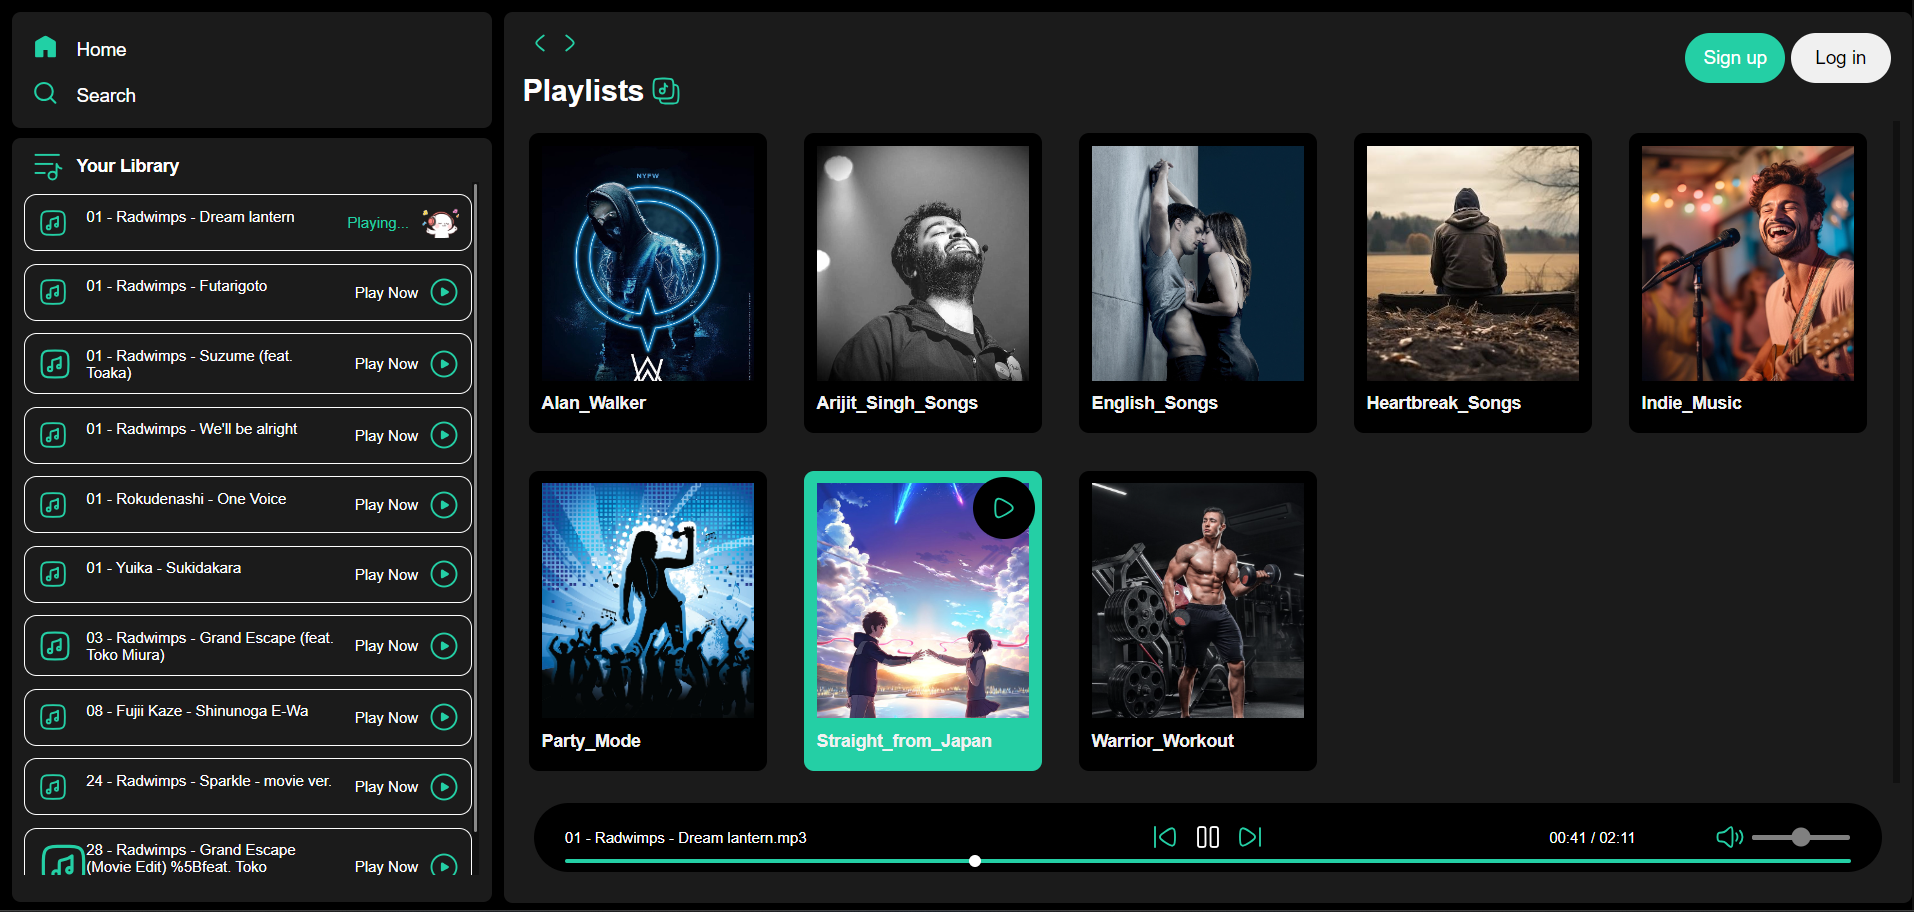 Home
Search
Your Library
01 - Radwimps - Dream lantern
Playing...
01 - Radwimps - Futarigoto
Play Now
01 - Radwimps - Suzume (feat.
Toaka)
Play Now
01 - Radwimps - We'll be alright
Play Now
01 - Rokudenashi - One Voice
Play Now
01 - Yuika - Sukidakara
Play Now
03 - Radwimps - Grand Escape (feat.
Toko Miura)
Play Now
08 - Fujii Kaze - Shinunoga E-Wa
Play Now
24 - Radwimps - Sparkle - movie ver.
Play Now
28 - Radwimps - Grand Escape
(Movie Edit) %5Bfeat. Toko
Play Now
Sign up
Log in
Playlists
NYPW
Alan_Walker
Arijit_Singh_Songs
English_Songs
Heartbreak_Songs
Indie_Music
Party_Mode
Straight_from_Japan
Warrior_Workout
01 - Radwimps - Dream lantern.mp3
00:41 / 02:11